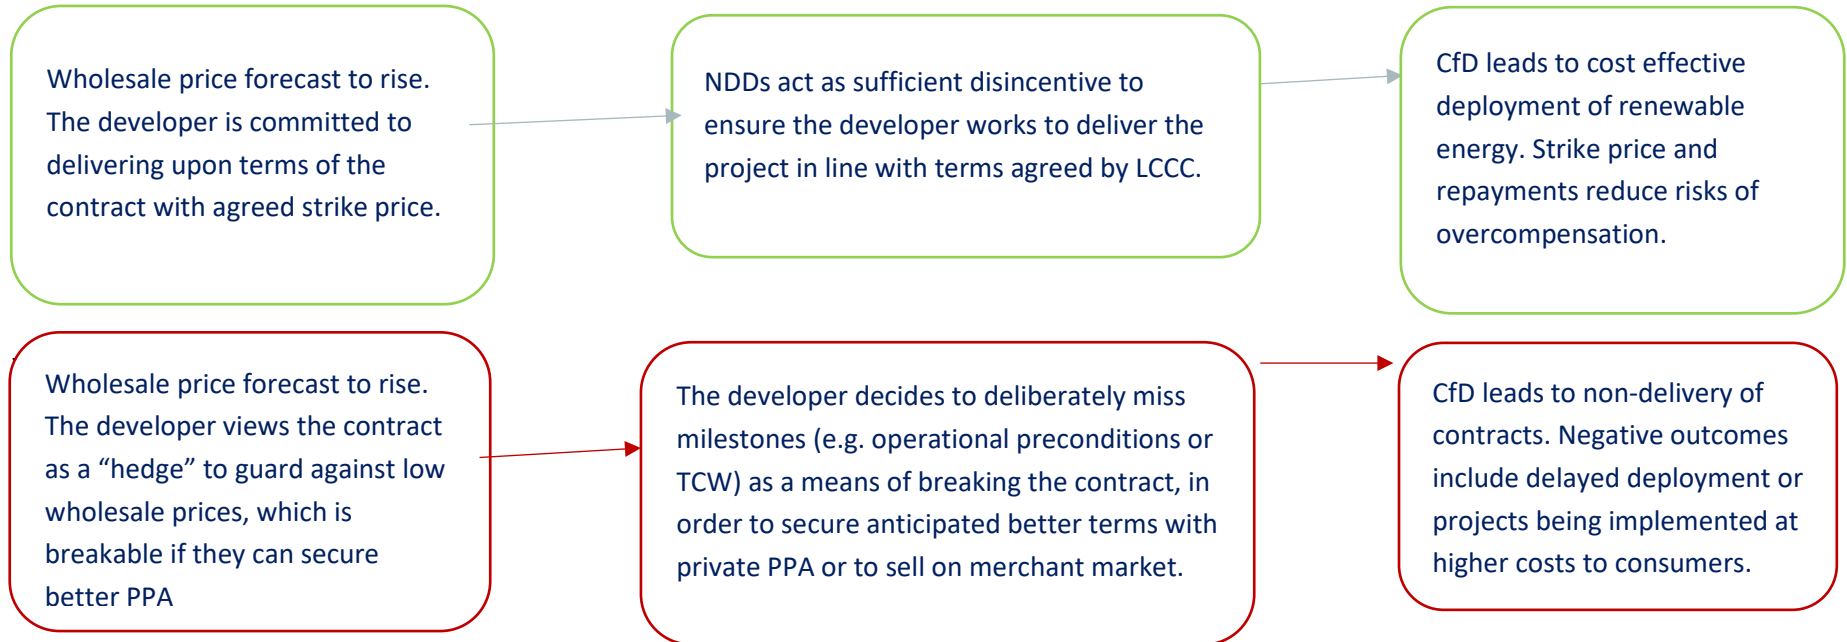 Wholesale price forecast to rise.
The developer is committed to
delivering upon terms of the
contract with agreed strike price.
NDDs act as sufficient disincentive to
ensure the developer works to deliver the
project in line with terms agreed by LCCC.
CfD leads to cost effective
deployment of renewable
energy. Strike price and
repayments reduce risks of
overcompensation.
Wholesale price forecast to rise.
The developer views the contract
as a “hedge” to guard against low
wholesale prices, which is
breakable if they can secure
better PPA
The developer decides to deliberately miss
milestones (e.g. operational preconditions or
TCW) as a means of breaking the contract, in
order to secure anticipated better terms with
private PPA or to sell on merchant market.
CfD leads to non-delivery of
contracts. Negative outcomes
include delayed deployment or
projects being implemented at
higher costs to consumers.